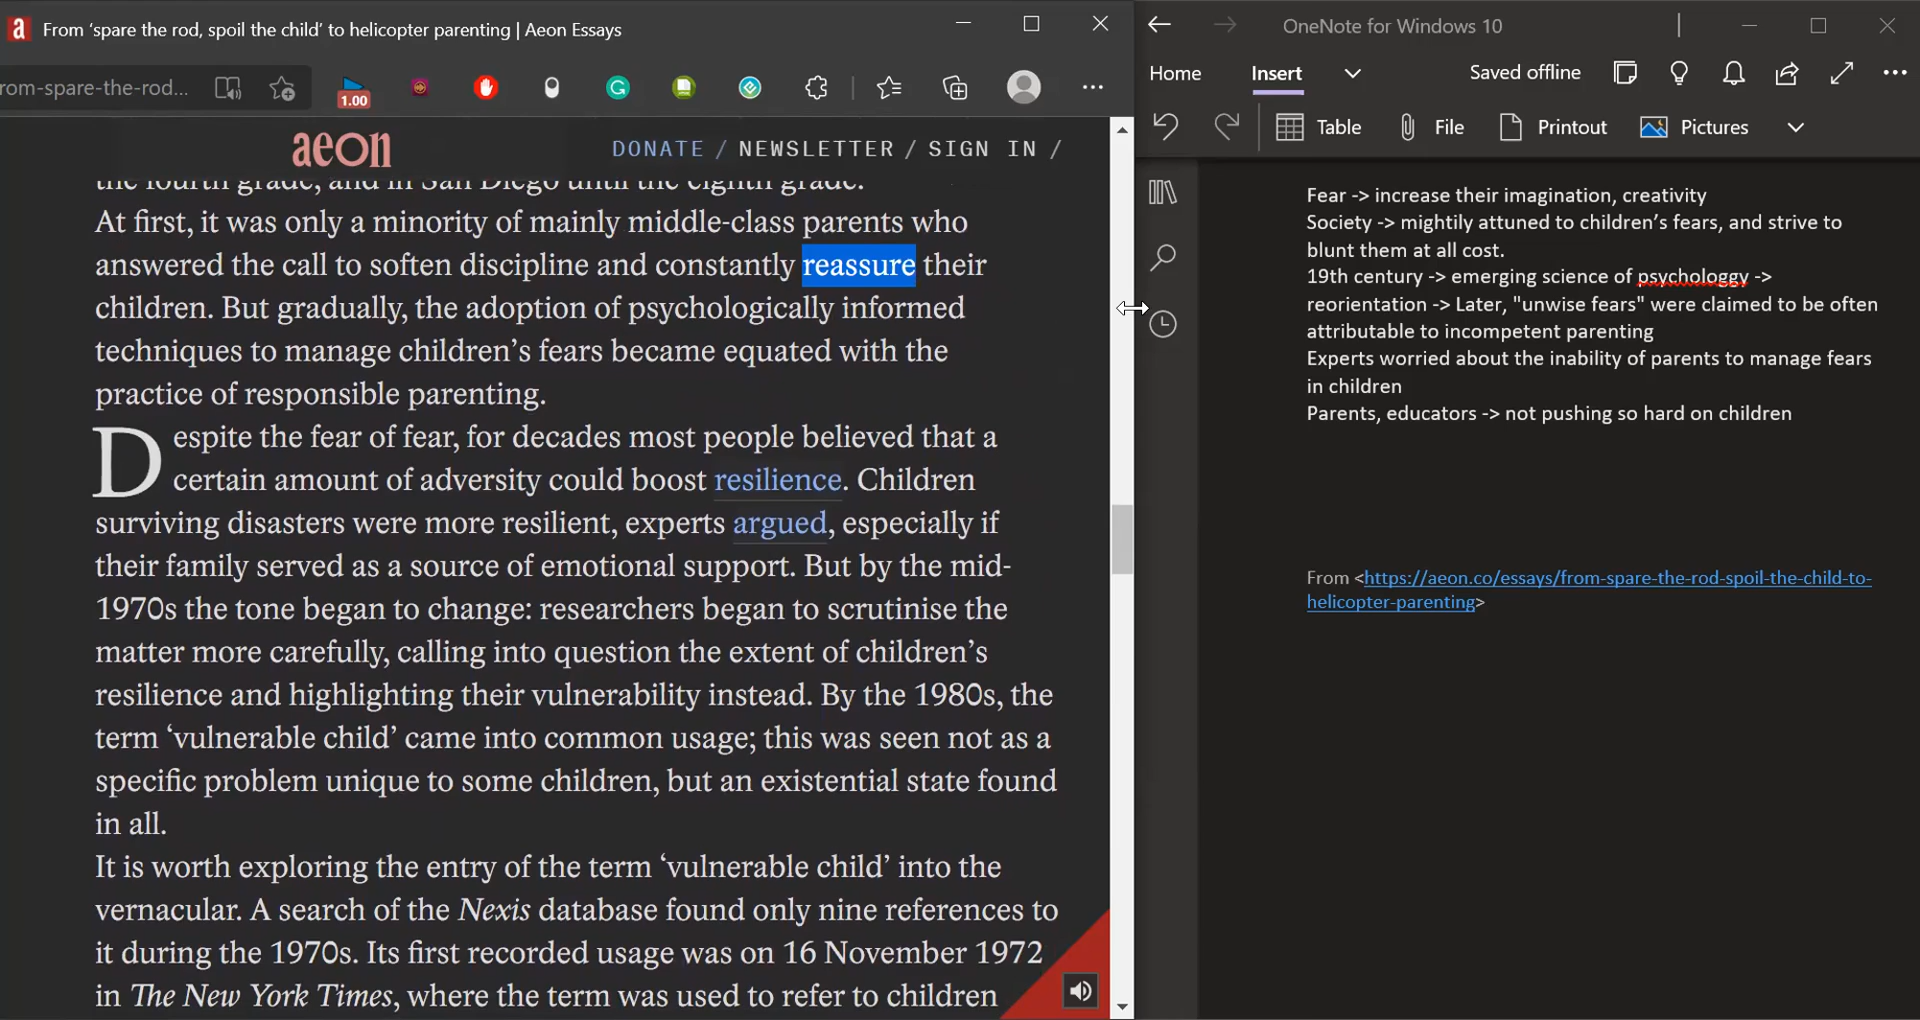 From ‘spare the rod, spoil the child’ to helicopter parenting | Aeon Essays
rom-spare-the-rod...
1.00
aeon
DONATE / NEWSLETTER / SIGN IN /
the fourth grade, and in San Diego until the eighth grade.
At first, it was only a minority of mainly middle-class parents who
answered the call to soften discipline and constantly reassure their
children. But gradually, the adoption of psychologically informed
techniques to manage children’s fears became equated with the
practice of responsible parenting.
Despite the fear of fear, for decades most people believed that a
certain amount of adversity could boost resilience. Children
surviving disasters were more resilient, experts argued, especially if
their family served as a source of emotional support. But by the mid-
1970s the tone began to change: researchers began to scrutinise the
matter more carefully, calling into question the extent of children’s
resilience and highlighting their vulnerability instead. By the 1980s, the
term ‘vulnerable child’ came into common usage; this was seen not as a
specific problem unique to some children, but an existential state found
in all.
It is worth exploring the entry of the term ‘vulnerable child’ into the
vernacular. A search of the Nexis database found only nine references to
it during the 1970s. Its first recorded usage was on 16 November 1972
in The New York Times, where the term was used to refer to children
OneNote for Windows 10
Home Insert Saved offline
Table File Printout Pictures
Fear -> increase their imagination, creativity
Society -> mightily attuned to children’s fears, and strive to
blunt them at all cost.
19th century -> emerging science of psychologgy ->
reorientation -> Later, "unwise fears" were claimed to be often
attributable to incompetent parenting
Experts worried about the inability of parents to manage fears
in children
Parents, educators -> not pushing so hard on children
From <https://aeon.co/essays/from-spare-the-rod-spoil-the-child-to-
helicopter-parenting>